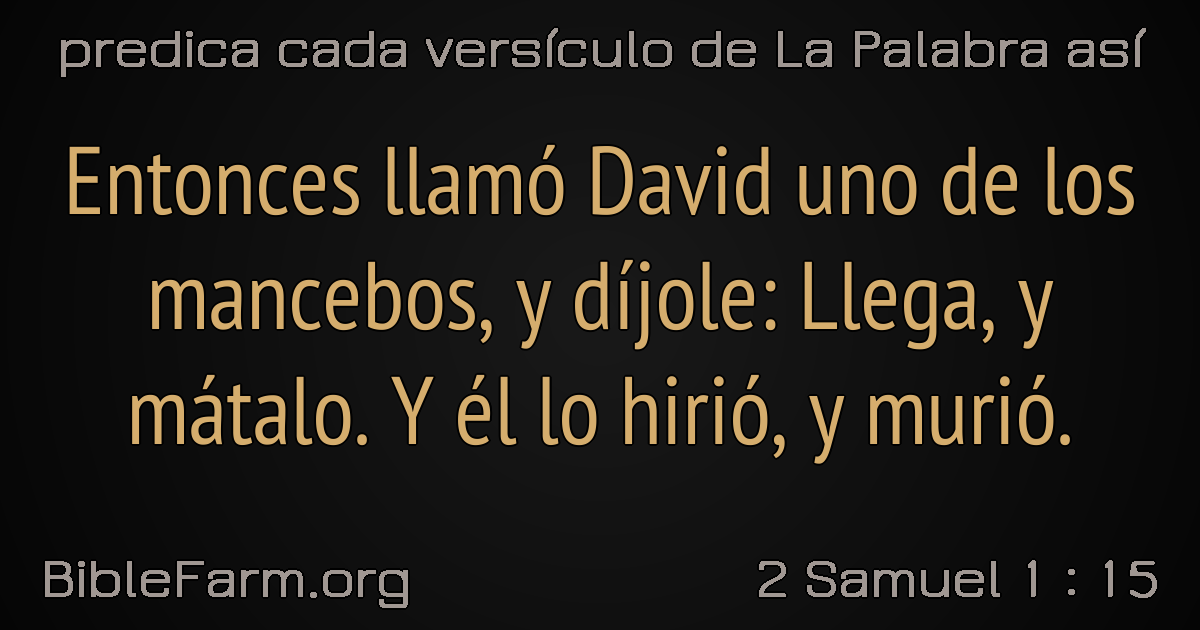 predica cada versículo de La Palabra así
Entonces llamó David uno de los
mancebos, y díjole: Llega, y
mátalo. Y él lo hirió, y murió.
BibleFarm.org
2 Samuel 1 : 15